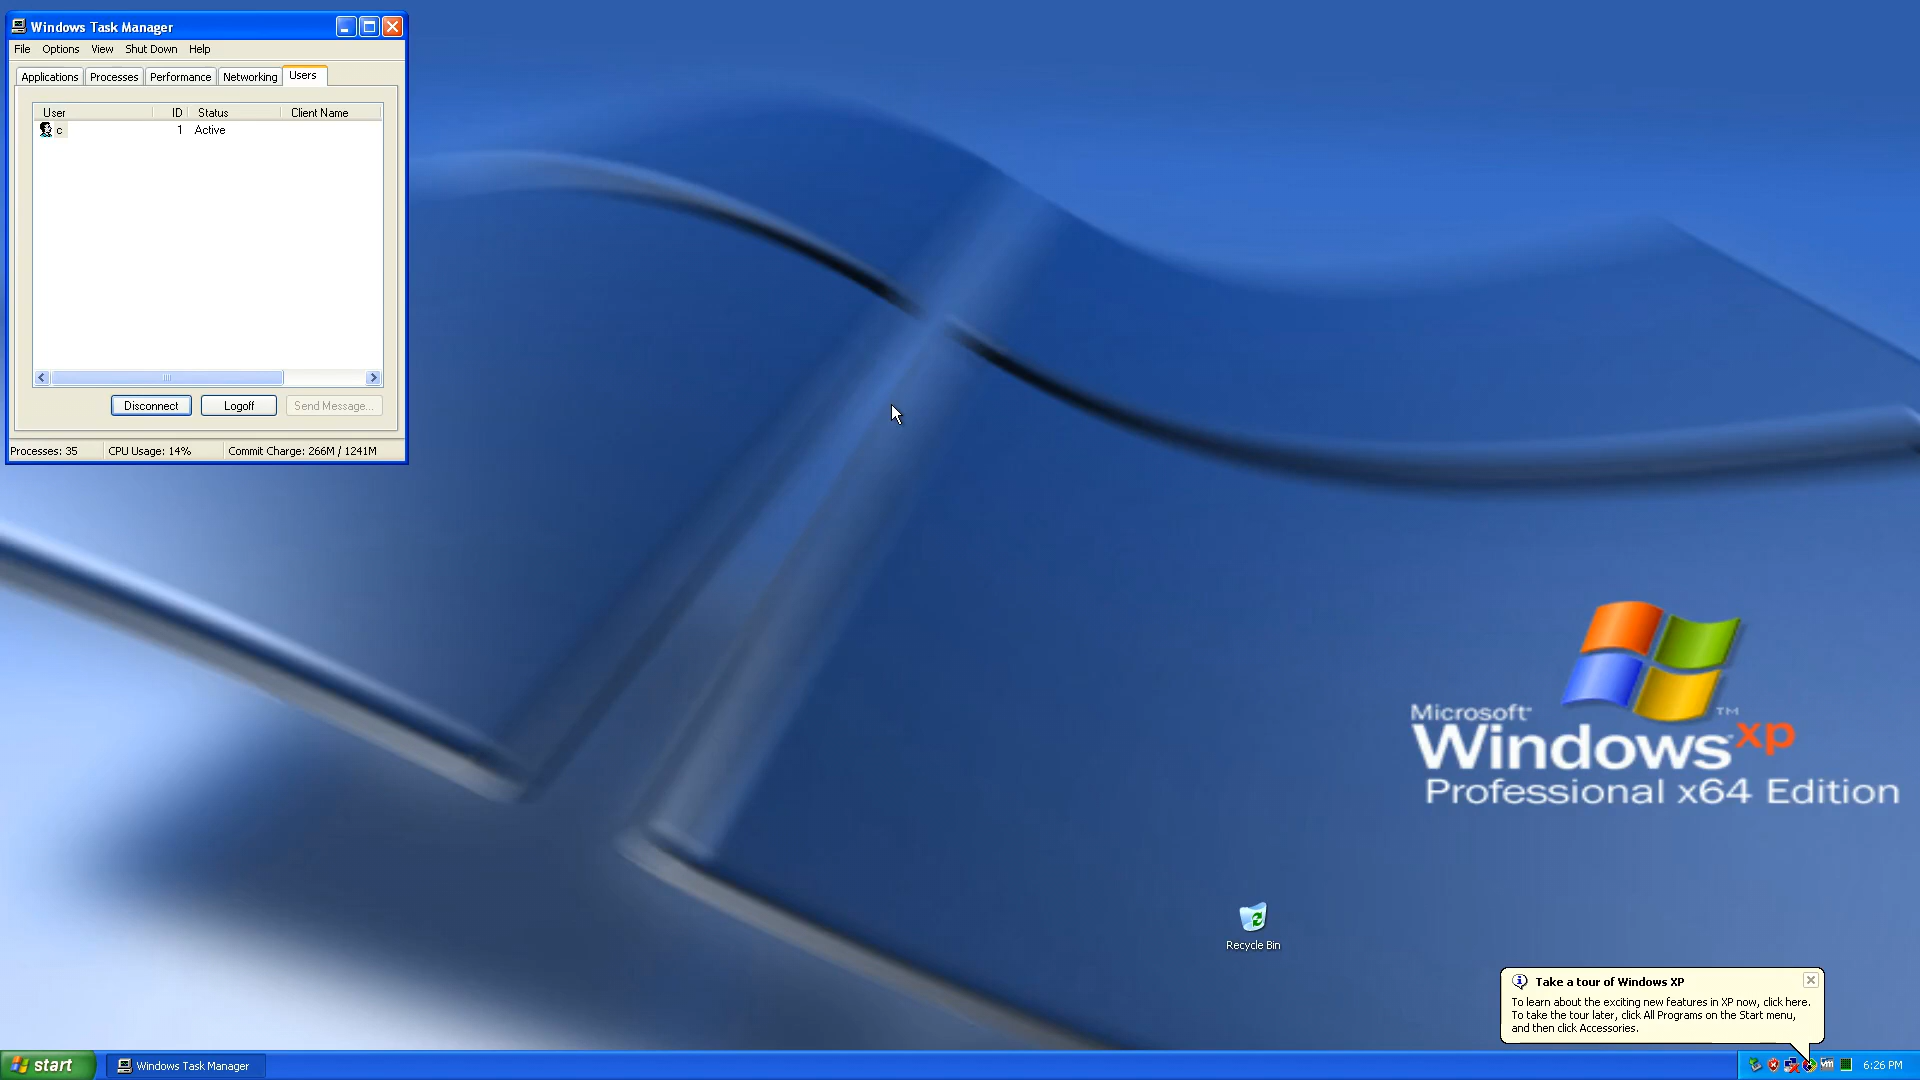 Windows Task Manager
File Options View Shut Down Help
Applications Processes Performance Networking Users
User ID Status Client Name
c 1 Active
Disconnect Logoff Send Message...
Processes: 35 CPU Usage: 14% Commit Charge: 266M / 1241M
Microsoft
Windows xp TM
Professional x64 Edition
Recycle Bin
Take a tour of Windows XP
To learn about the exciting new features in XP now, click here.
To take the tour later, click All Programs on the Start menu,
and then click Accessories.
start Windows Task Manager 6:26 PM